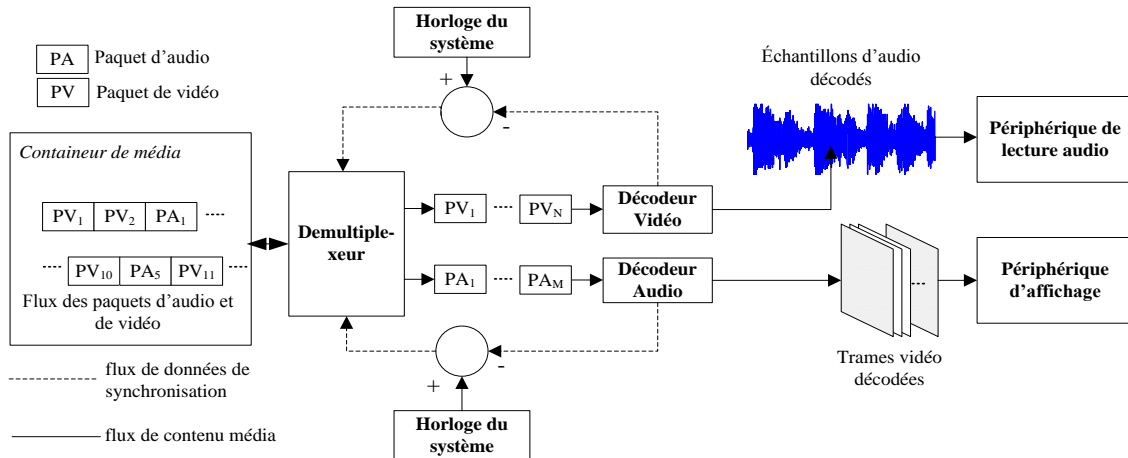 PA
Paquet d'audio
PV
Paquet de vidéo
Horloge du
système
+
-
Échantillons d'audio
décodés
Périphérique de
lecture audio
Containeur de média
PV1 PV2 PA1 ....
.... PV10 PA5 PV11 ....
Flux des paquets d'audio et
de vidéo
Demultiple-
xeur
PV1 .... PVN
Décodeur
Vidéo
PA1 .... PAM
Décodeur
Audio
...
Périphérique
d'affichage
Trames vidéo
décodées
-
+
Horloge du
système
flux de données de
synchronisation
flux de contenu média